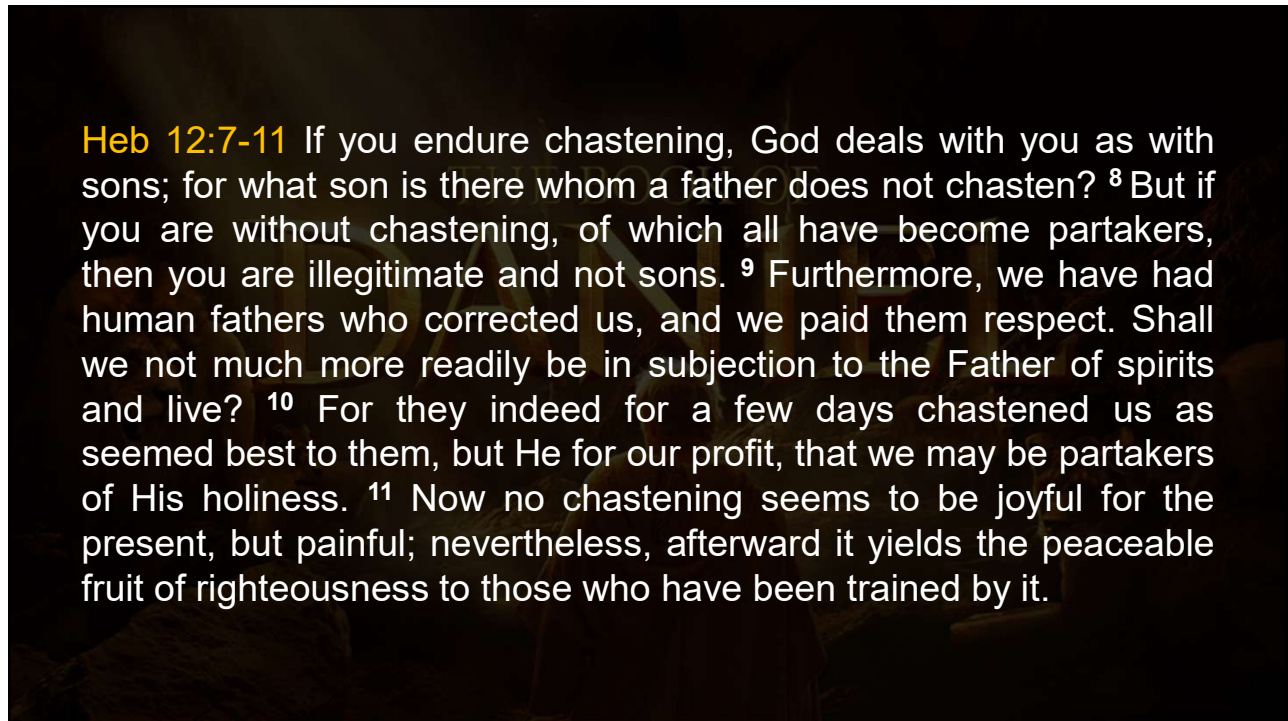 THE BOOK OF
DANIEL
Heb 12:7-11 If you endure chastening, God deals with you as with
sons; for what son is there whom a father does not chasten? 8 But if
you are without chastening, of which all have become partakers,
then you are illegitimate and not sons. 9 Furthermore, we have had
human fathers who corrected us, and we paid them respect. Shall
we not much more readily be in subjection to the Father of spirits
and live? 10 For they indeed for a few days chastened us as
seemed best to them, but He for our profit, that we may be partakers
of His holiness. 11 Now no chastening seems to be joyful for the
present, but painful; nevertheless, afterward it yields the peaceable
fruit of righteousness to those who have been trained by it.